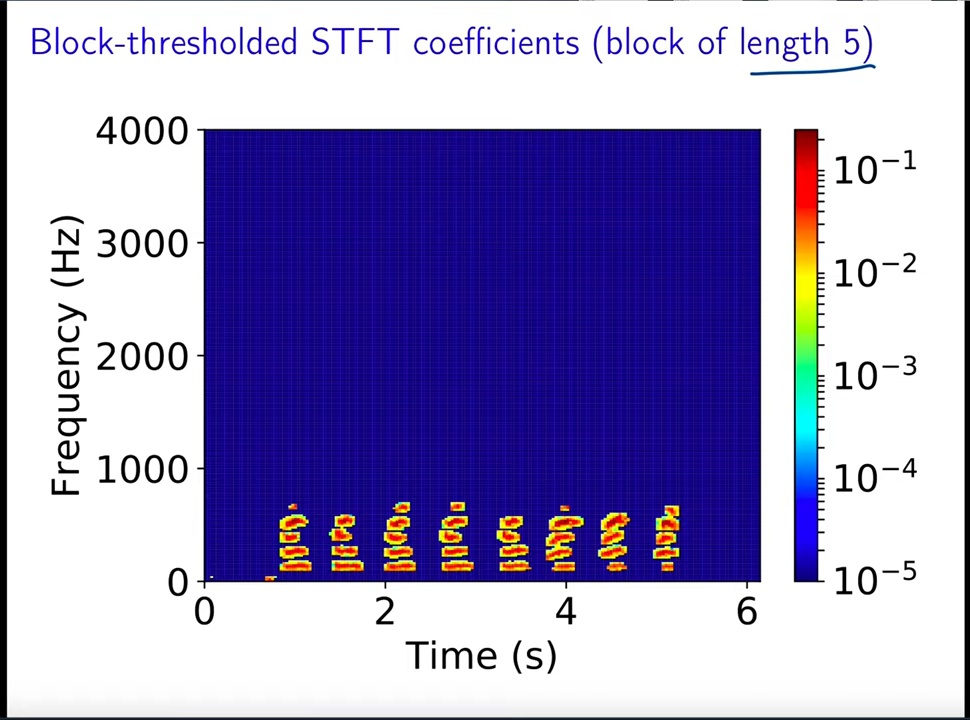 Block-thresholded STFT coefficients (block of length 5)
4000
3000
2000
1000
0
Frequency (Hz)
0 2 4 6
Time (s)
10⁻¹
10⁻²
10⁻³
10⁻⁴
10⁻⁵